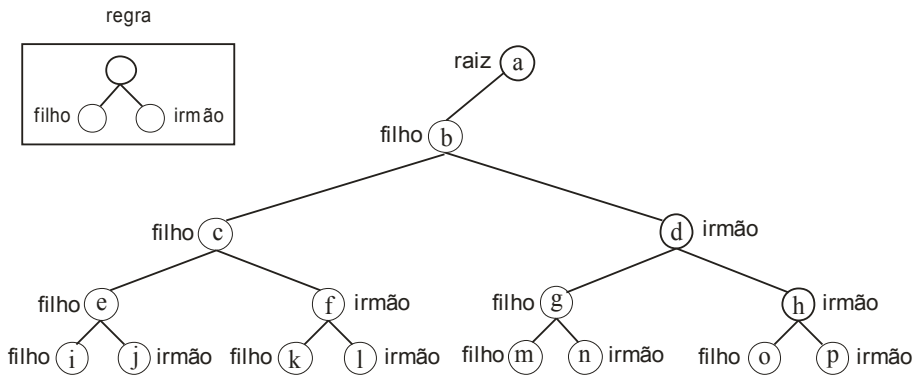 regra
filho irmão
raiz a
filho b
filho c d irmão
filho e f irmão filho g h irmão
filho i j irmão filho k l irmão filho m n irmão filho o p irmão